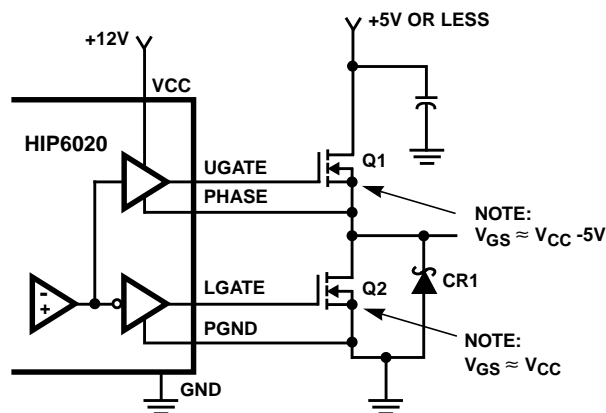 +5V OR LESS
+12V
VCC
HIP6020
UGATE
Q1
PHASE
NOTE:
VGS ≈ VCC -5V
LGATE
Q2
CR1
PGND
NOTE:
VGS ≈ VCC
GND
-
+